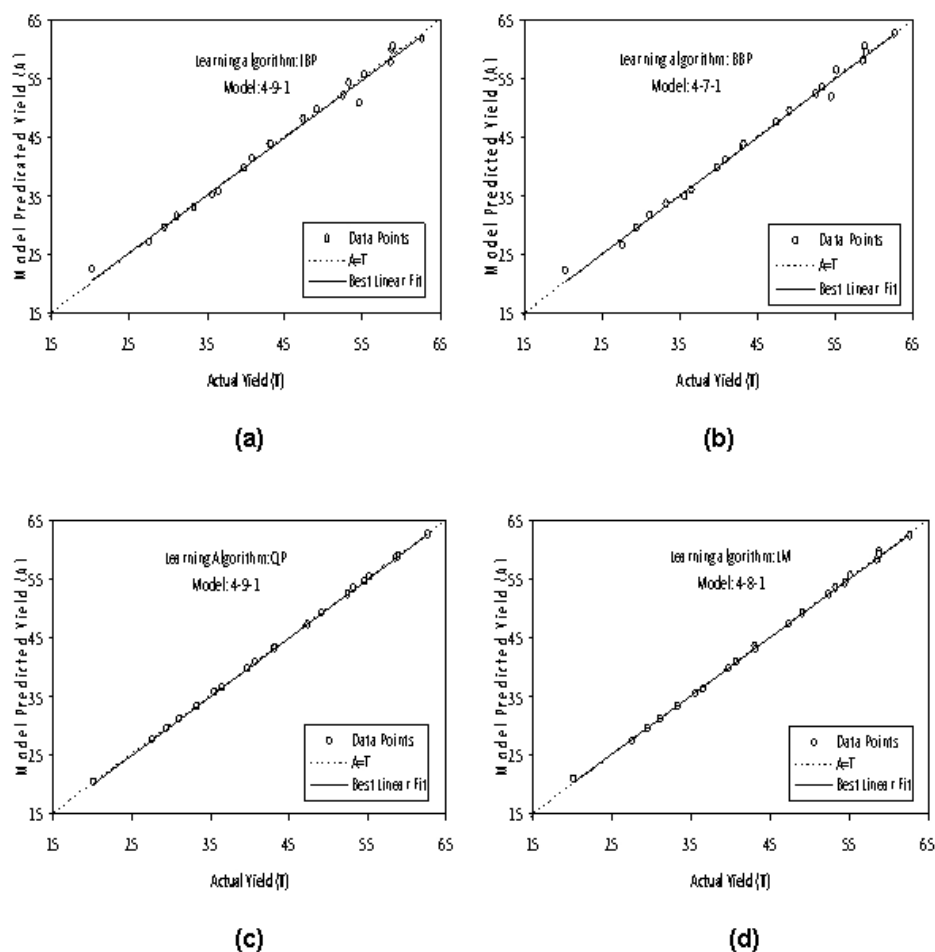 65
Learning algorithm: IBP
Model: 4-9-1
55
45
35
25
15
Model Predicated Yield (A)
Data Points
A=T
Best Linear Fit
15 25 35 45 55 65
Actual Yield (T)
(a)
65
Learning algorithm: BBP
Model: 4-7-1
55
45
35
25
15
Model Predicted Yield (A)
Data Points
A=T
Best Linear Fit
15 25 35 45 55 65
Actual Yield (T)
(b)
65
Learning Algorithm: QP
Model: 4-9-1
55
45
35
25
15
Model Predicted Yield (A)
Data Points
A=T
Best Linear Fit
15 25 35 45 55 65
Actual Yield (T)
(c)
65
Learning algorithm: LM
Model: 4-8-1
55
45
35
25
15
Model Predicted Yield (A)
Data Points
A=T
Best Linear Fit
15 25 35 45 55 65
Actual Yield (T)
(d)